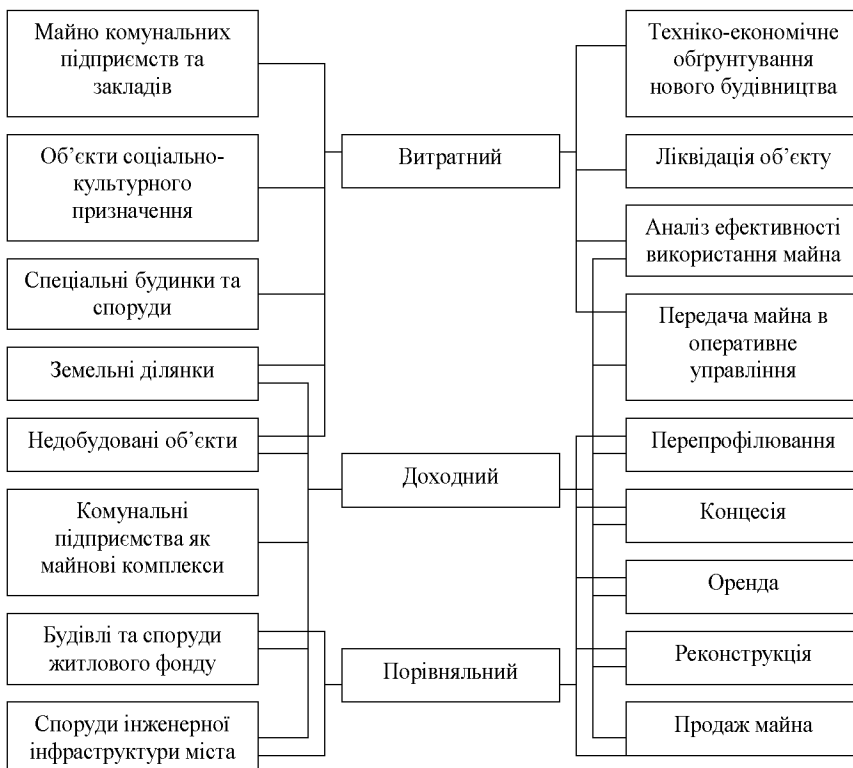 Майно комунальних
підприємств та
закладів
Об’єкти соціально-
культурного
призначення
Спеціальні будинки та
споруди
Земельні ділянки
Недобудовані об’єкти
Комунальні
підприємства як
майнові комплекси
Будівлі та споруди
житлового фонду
Споруди інженерної
інфраструктури міста
Витратний
Доходний
Порівняльний
Техніко-економічне
обґрунтування
нового будівництва
Ліквідація об’єкту
Аналіз ефективності
використання майна
Передача майна в
оперативне
управління
Перепрофілювання
Концесія
Оренда
Реконструкція
Продаж майна